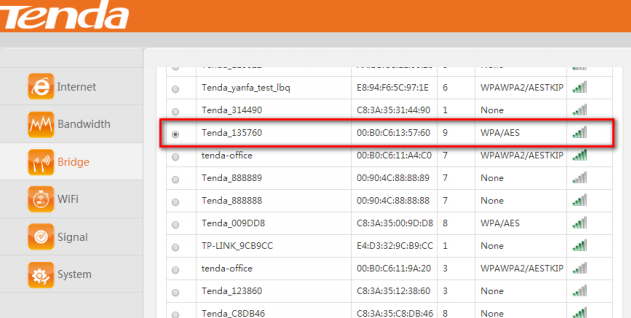 Tenda
Internet
Bandwidth
Bridge
WiFi
Signal
System
Tenda_yanfa_test_lbq E8:94:F6:5C:97:1E 6 WPAWPA2/AESTKIP
Tenda_314490 C8:3A:35:31:44:90 1 None
Tenda_135760 00:B0:C6:13:57:60 9 WPA/AES
tenda-office 00:B0:C6:11:A4:C0 7 WPAWPA2/AESTKIP
Tenda_888889 00:90:4C:88:88:89 7 None
Tenda_888888 00:90:4C:88:88:88 7 None
Tenda_009DD8 C8:3A:35:00:9D:D8 8 WPA/AES
TP-LINK_9CB9CC E4:D3:32:9C:B9:CC 1 None
tenda-office 00:B0:C6:11:9A:20 3 WPAWPA2/AESTKIP
Tenda_123860 C8:3A:35:12:38:60 3 None
Tenda_C8DB46 C8:3A:35:C8:DB:46 8 None